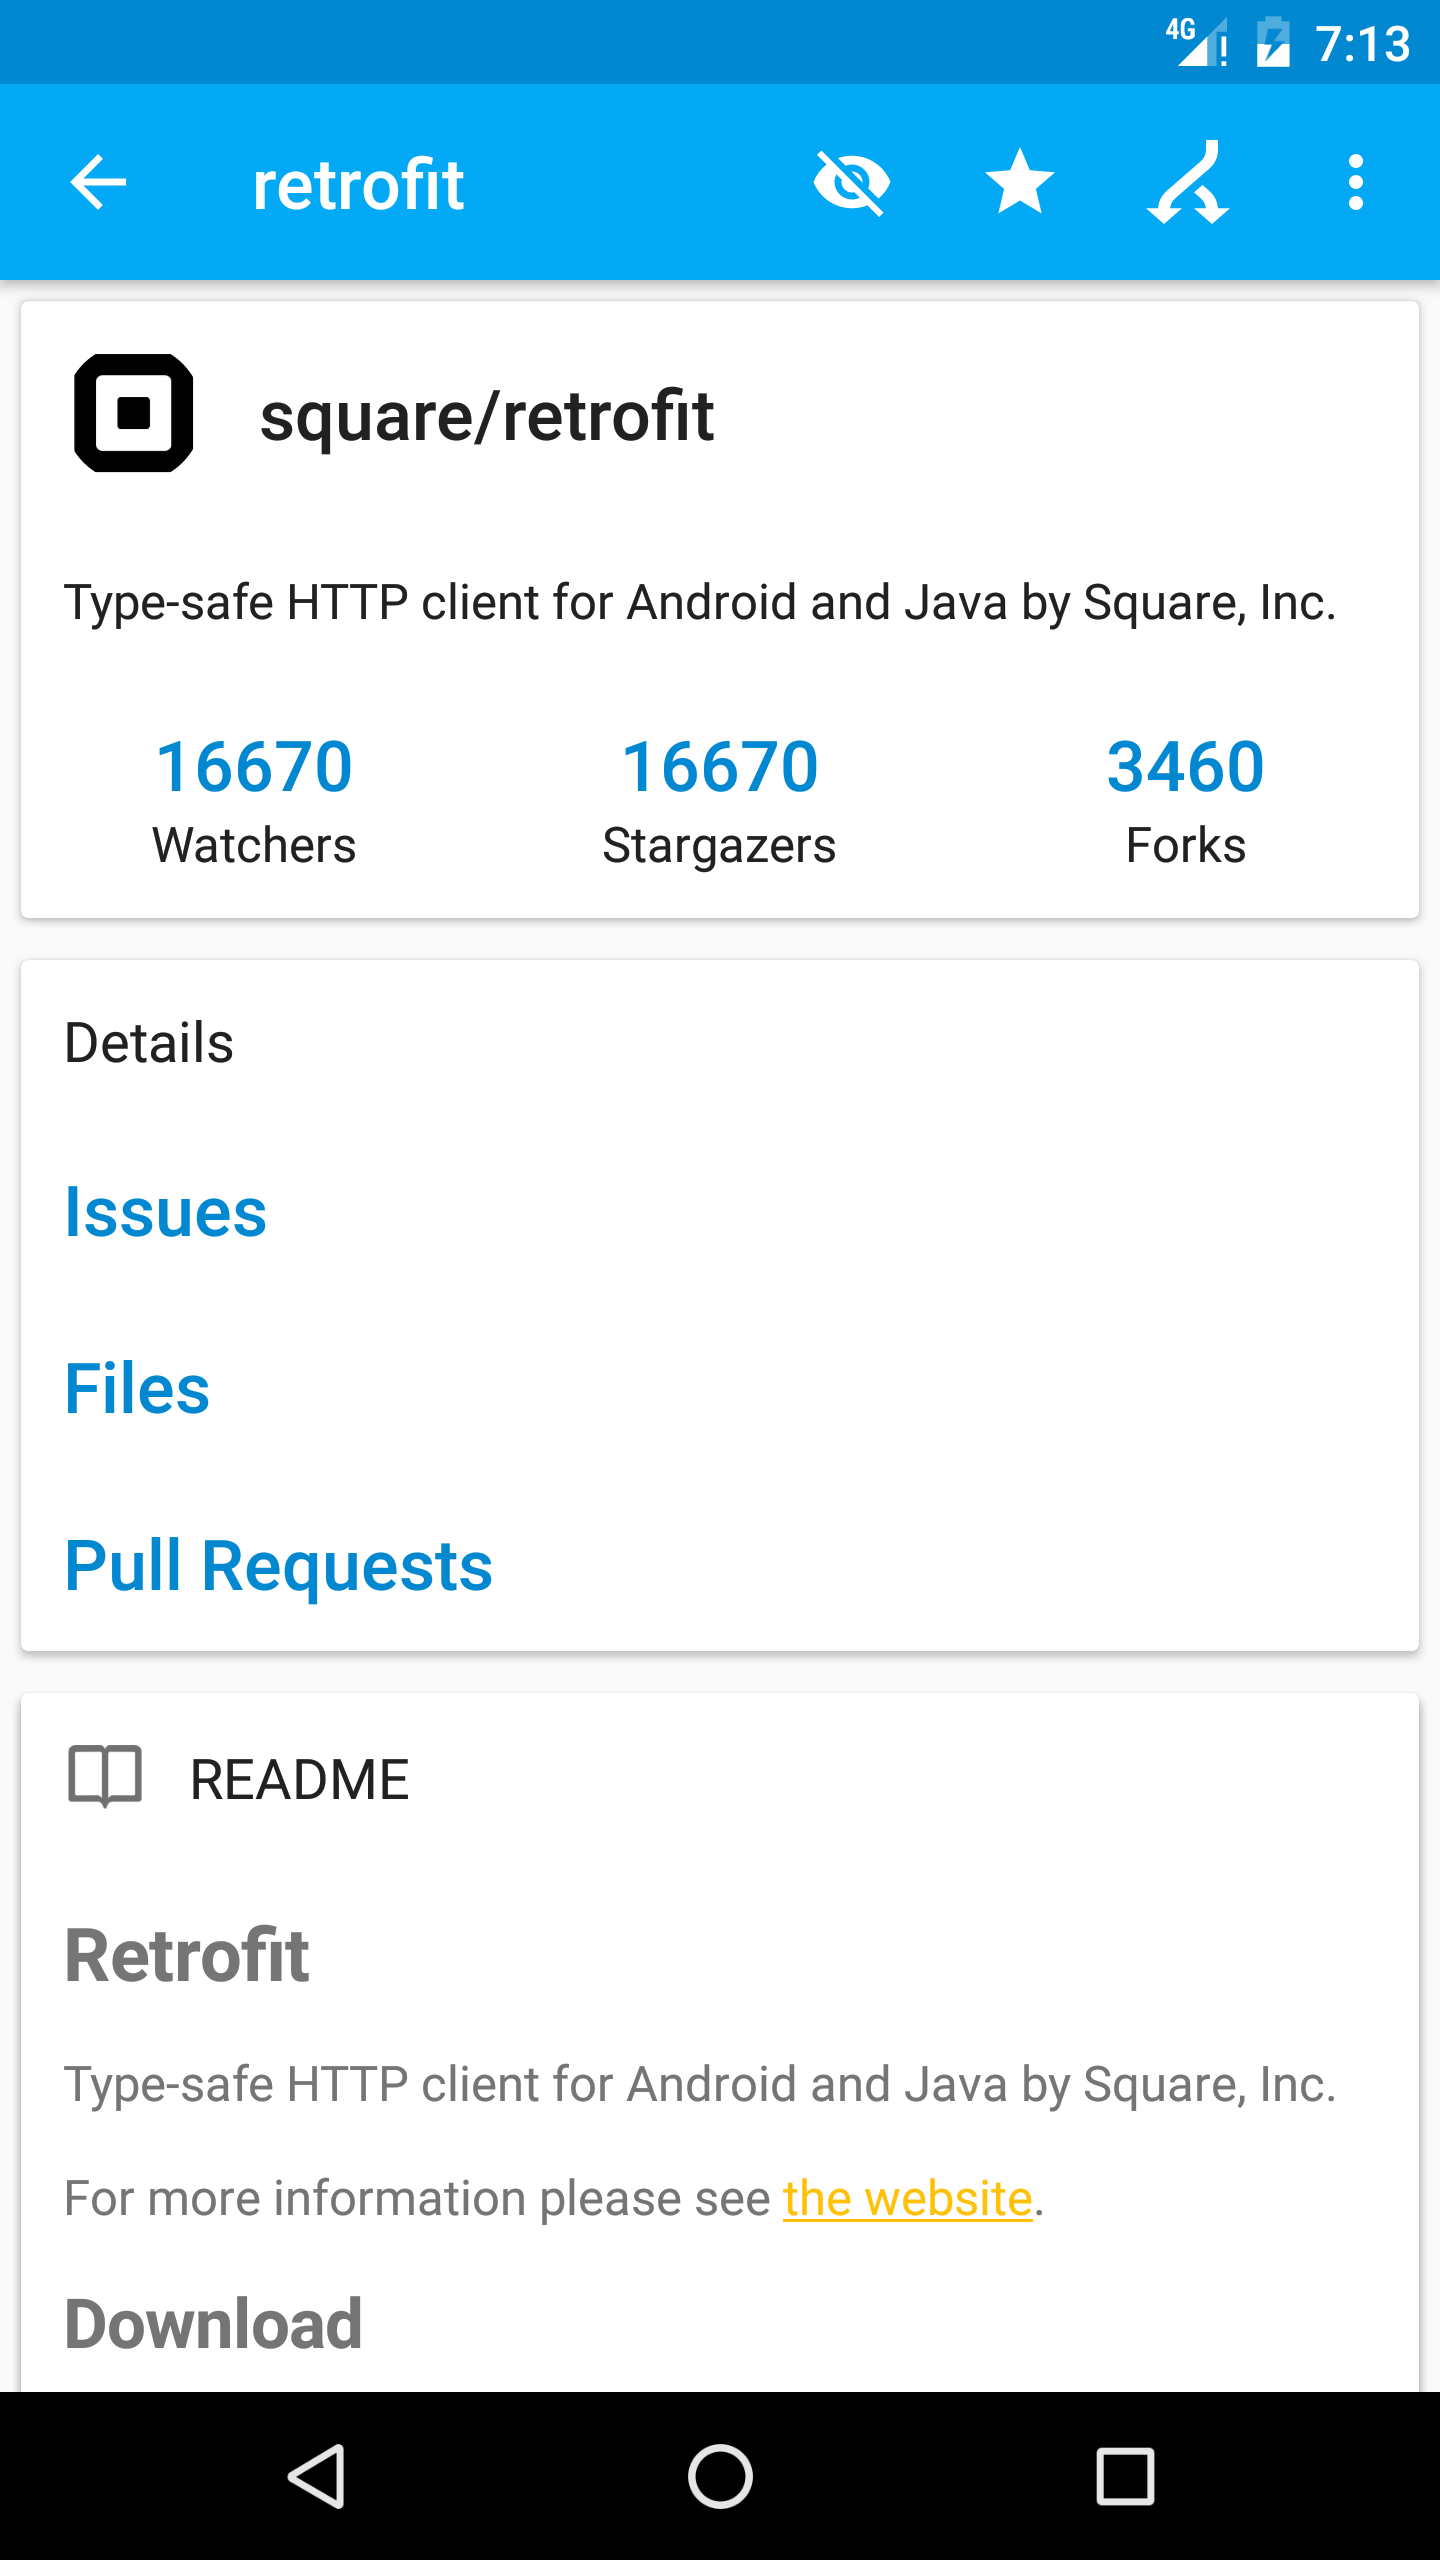 4G 7:13
retrofit
square/retrofit
Type-safe HTTP client for Android and Java by Square, Inc.
16670 16670 3460
Watchers Stargazers Forks
Details
Issues
Files
Pull Requests
README
Retrofit
Type-safe HTTP client for Android and Java by Square, Inc.
For more information please see the website.
Download